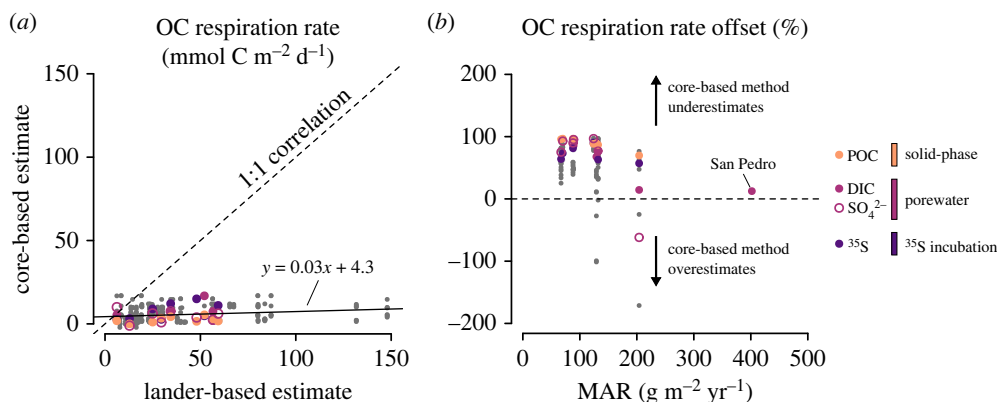 (a)
OC respiration rate
(mmol C m⁻² d⁻¹)
150
100
50
0
core-based estimate
1:1 correlation
y = 0.03x + 4.3
0
50
100
150
lander-based estimate
(b)
OC respiration rate offset (%)
200
100
0
−100
−200
core-based method
underestimates
San Pedro
core-based method
overestimates
0
100
200
300
400
500
MAR (g m⁻² yr⁻¹)
POC
solid-phase
DIC
SO₄²⁻
porewater
³⁵S
³⁵S incubation